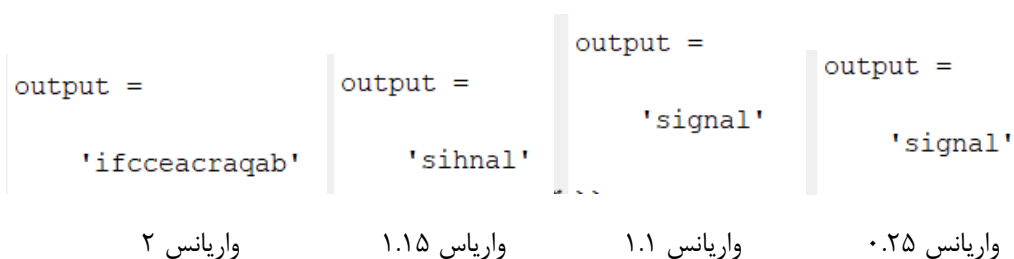 output =
'ifcceacraqab'
output =
'sihnal'
output =
'signal'
output =
'signal'
واریانس ۲
واریاس ۱.۱۵
واریانس ۱.۱
واریانس ۰.۲۵